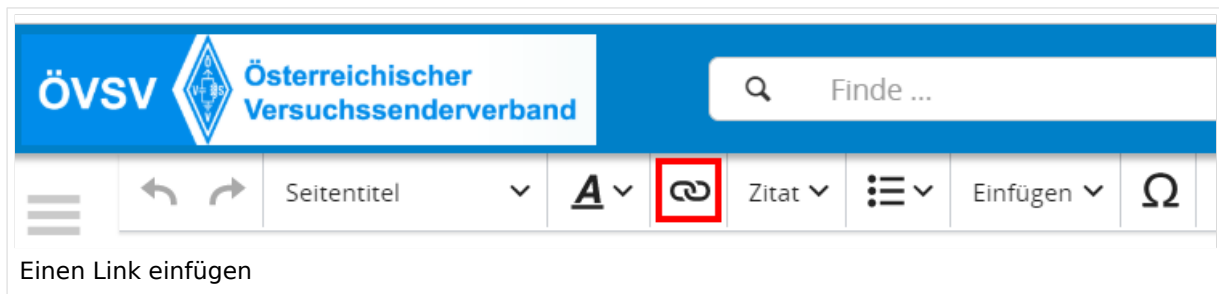 ÖVSV
Österreichischer
Versuchssenderverband
Finde ...
Seitentitel A Zitat Einfügen Ω
Einen Link einfügen